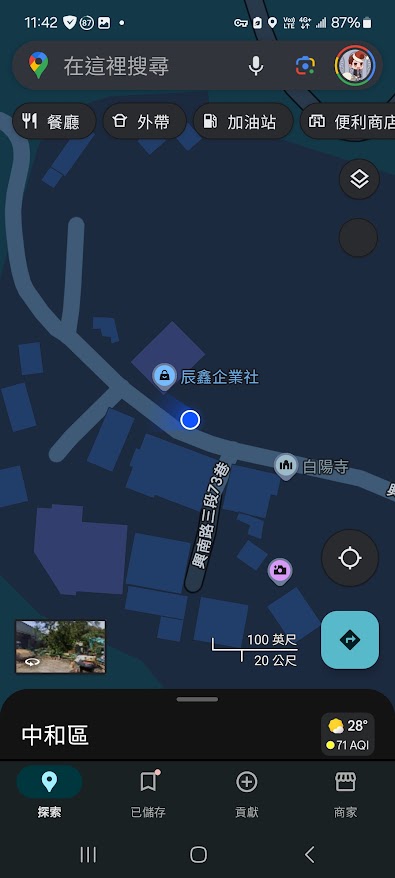 11:42 87 Vo)) LTE 4G+ 87%
在這裡搜尋
餐廳 外帶 加油站 便利商店
辰鑫企業社
白陽寺
興
興南路三段73巷
100 英尺
20 公尺
中和區
28°
71 AQI
探索 已儲存 貢獻 商家